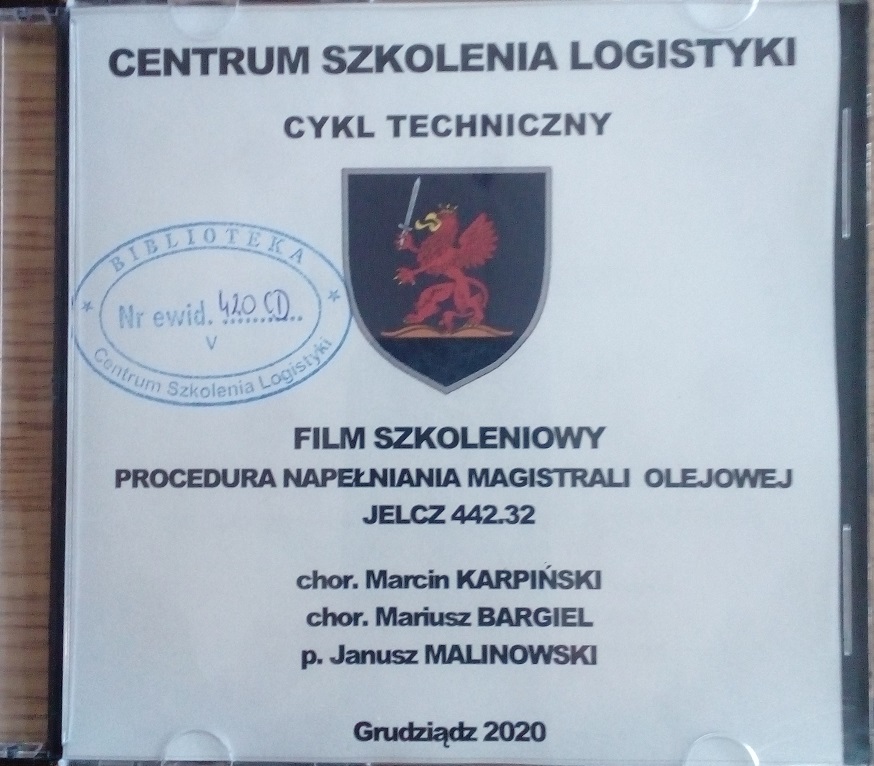 CENTRUM SZKOLENIA LOGISTYKI
CYKL TECHNICZNY
BIBLIOTEKA
Nr ewid. 420 CD
V
Centrum Szkolenia Logistyki
FILM SZKOLENIOWY
PROCEDURA NAPEŁNIANIA MAGISTRALI OLEJOWEJ
JELCZ 442.32
chor. Marcin KARPIŃSKI
chor. Mariusz BARGIEL
p. Janusz MALINOWSKI
Grudziądz 2020